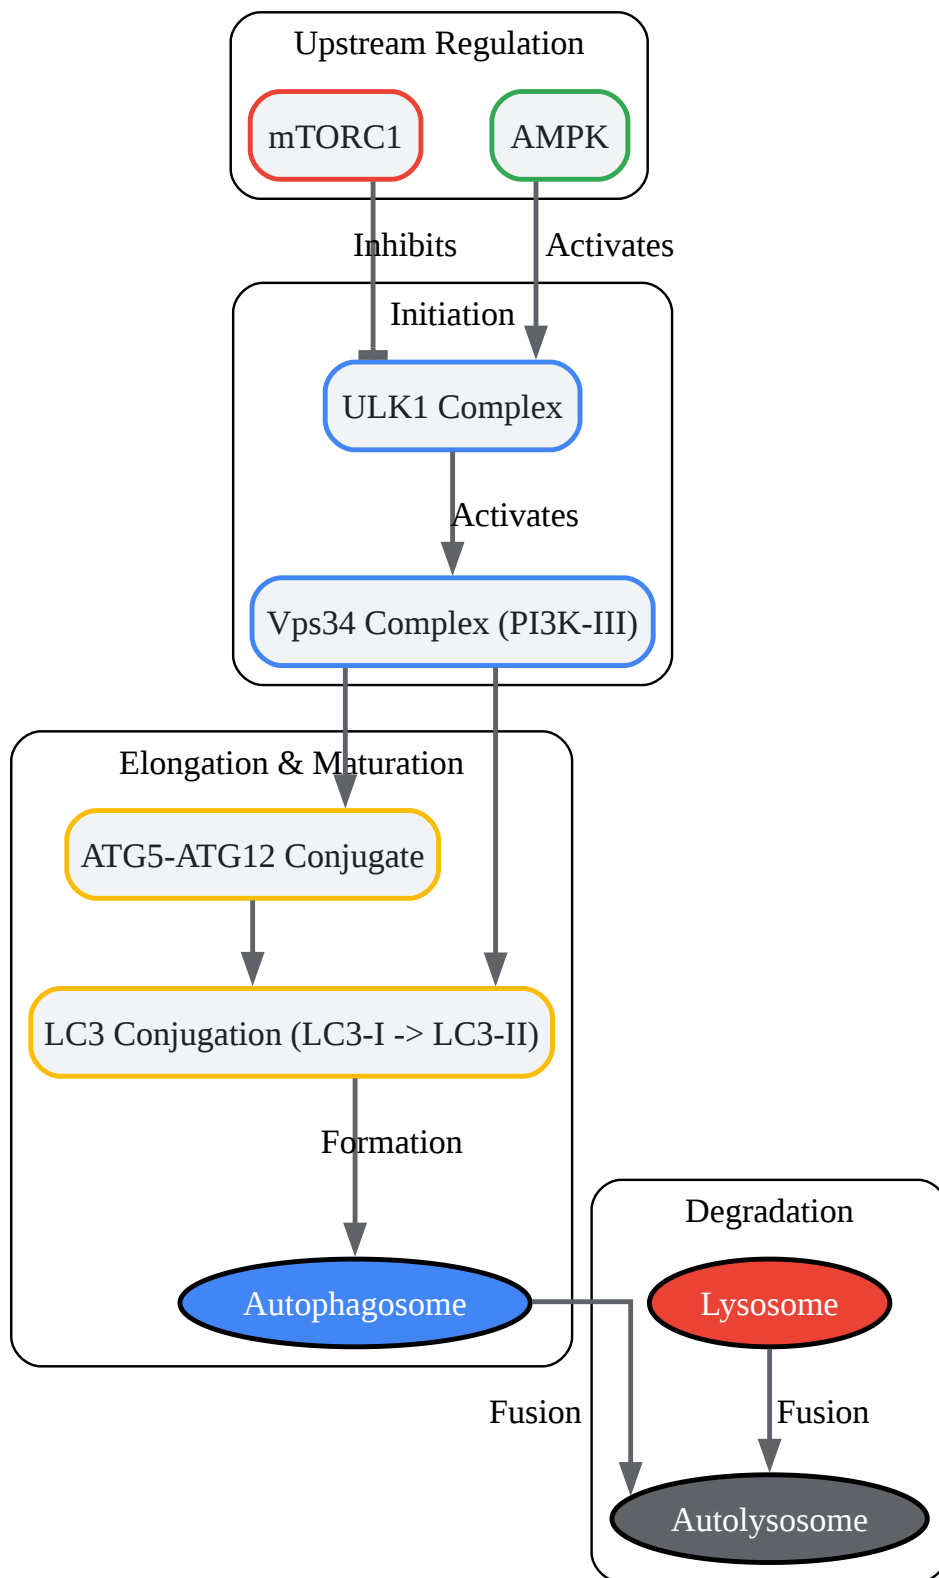 Upstream Regulation
mTORC1
AMPK
Inhibits
Activates
Initiation
ULK1 Complex
Activates
Vps34 Complex (PI3K-III)
Elongation & Maturation
ATG5-ATG12 Conjugate
LC3 Conjugation (LC3-I -> LC3-II)
Formation
Degradation
Autophagosome
Lysosome
Fusion
Fusion
Autolysosome